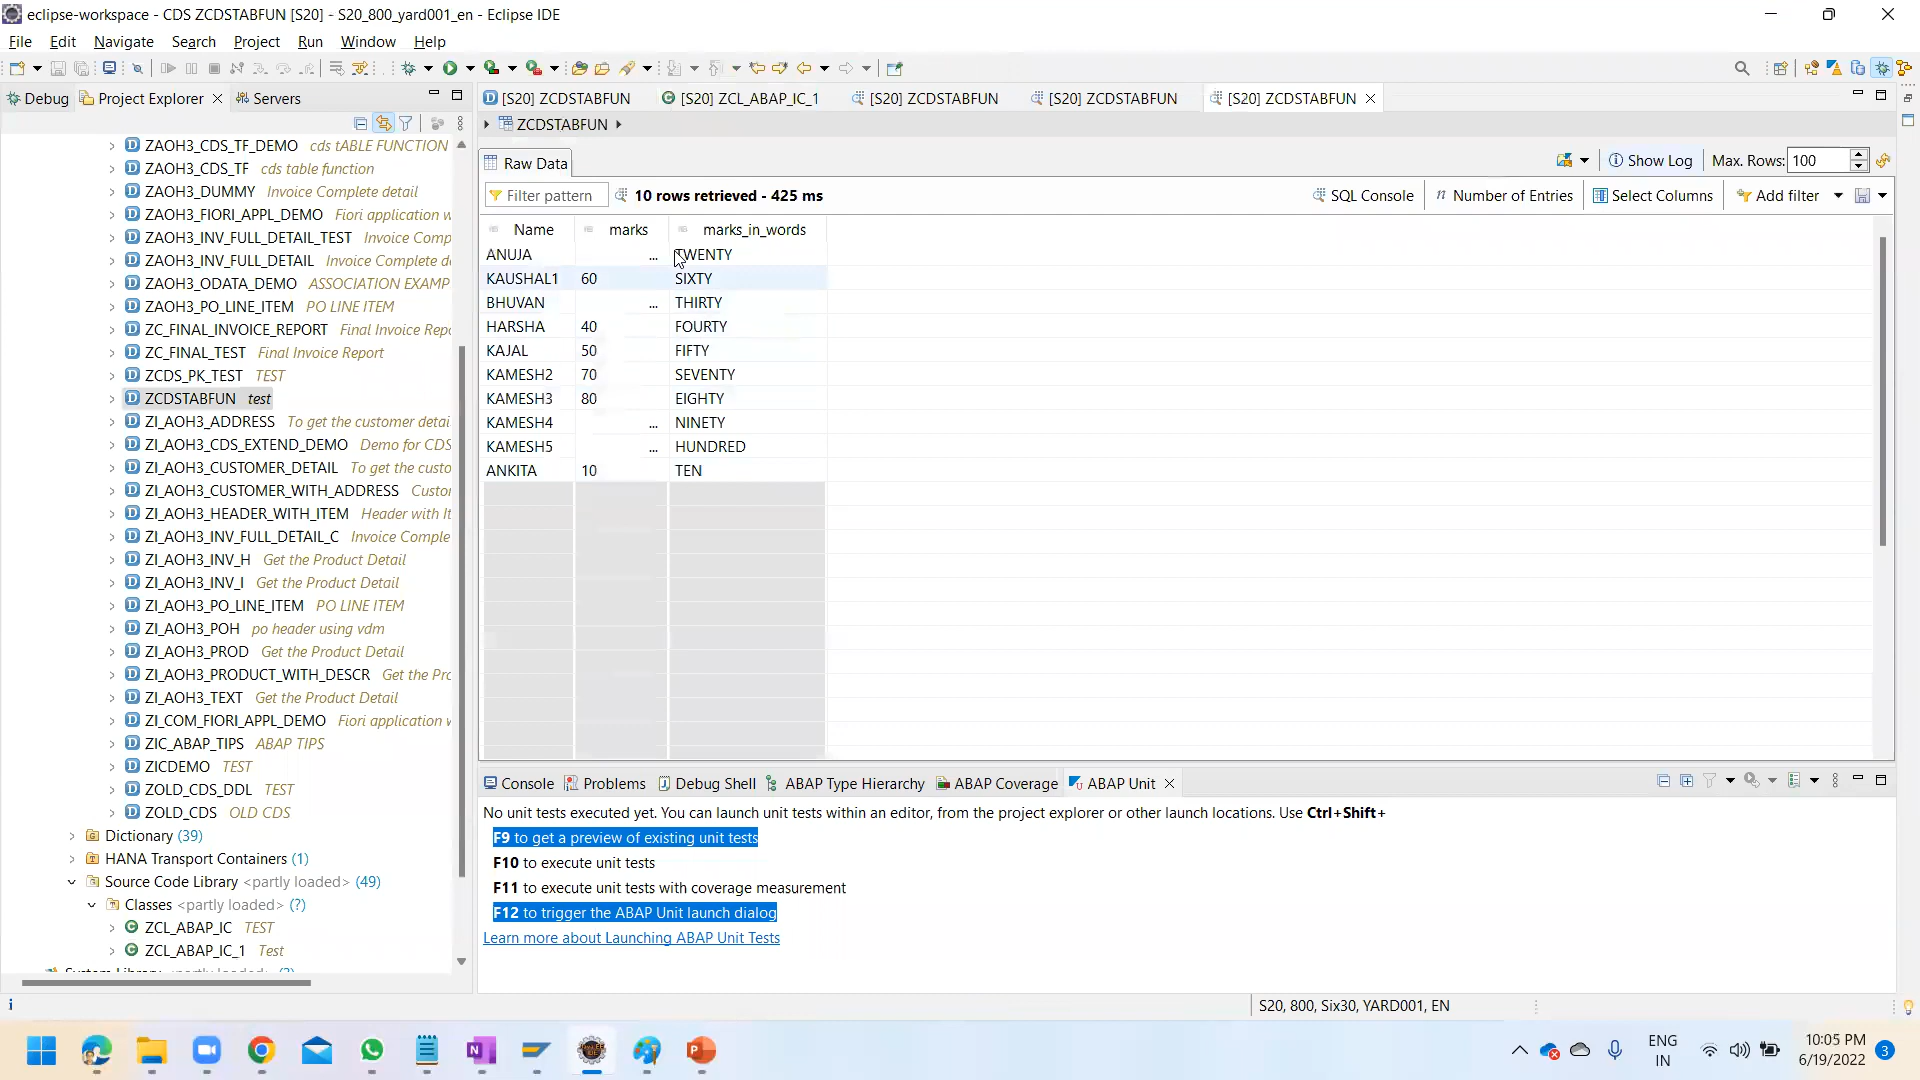 eclipse-workspace - CDS ZCDSTABFUN [S20] - S20_800_yard001_en - Eclipse IDE
File Edit Navigate Search Project Run Window Help
Debug Project Explorer Servers
[S20] ZCDSTABFUN [S20] ZCL_ABAP_IC_1 [S20] ZCDSTABFUN [S20] ZCDSTABFUN [S20] ZCDSTABFUN
ZCDSTABFUN
Raw Data Show Log Max. Rows: 100
Filter pattern 10 rows retrieved - 425 ms SQL Console Number of Entries Select Columns Add filter
Name marks marks_in_words
ANUJA ... TWENTY
KAUSHAL1 60 SIXTY
BHUVAN ... THIRTY
HARSHA 40 FOURTY
KAJAL 50 FIFTY
KAMESH2 70 SEVENTY
KAMESH3 80 EIGHTY
KAMESH4 ... NINETY
KAMESH5 ... HUNDRED
ANKITA 10 TEN
ZAOH3_CDS_TF_DEMO cds tABLE FUNCTION
ZAOH3_CDS_TF cds table function
ZAOH3_DUMMY Invoice Complete detail
ZAOH3_FIORI_APPL_DEMO Fiori application w
ZAOH3_INV_FULL_DETAIL_TEST Invoice Comp
ZAOH3_INV_FULL_DETAIL Invoice Complete d
ZAOH3_ODATA_DEMO ASSOCIATION EXAMP
ZAOH3_PO_LINE_ITEM PO LINE ITEM
ZC_FINAL_INVOICE_REPORT Final Invoice Repo
ZC_FINAL_TEST Final Invoice Report
ZCDS_PK_TEST TEST
ZCDSTABFUN test
ZI_AOH3_ADDRESS To get the customer detai
ZI_AOH3_CDS_EXTEND_DEMO Demo for CDS
ZI_AOH3_CUSTOMER_DETAIL To get the custo
ZI_AOH3_CUSTOMER_WITH_ADDRESS Custor
ZI_AOH3_HEADER_WITH_ITEM Header with It
ZI_AOH3_INV_FULL_DETAIL_C Invoice Comple
ZI_AOH3_INV_H Get the Product Detail
ZI_AOH3_INV_I Get the Product Detail
ZI_AOH3_PO_LINE_ITEM PO LINE ITEM
ZI_AOH3_POH po header using vdm
ZI_AOH3_PROD Get the Product Detail
ZI_AOH3_PRODUCT_WITH_DESCR Get the Pro
ZI_AOH3_TEXT Get the Product Detail
ZI_COM_FIORI_APPL_DEMO Fiori application v
ZIC_ABAP_TIPS ABAP TIPS
ZICDEMO TEST
ZOLD_CDS_DDL TEST
ZOLD_CDS OLD CDS
Dictionary (39)
HANA Transport Containers (1)
Source Code Library <partly loaded> (49)
Classes <partly loaded> (?)
ZCL_ABAP_IC TEST
ZCL_ABAP_IC_1 Test
Console Problems Debug Shell ABAP Type Hierarchy ABAP Coverage ABAP Unit
No unit tests executed yet. You can launch unit tests within an editor, from the project explorer or other launch locations. Use Ctrl+Shift+
F9 to get a preview of existing unit tests
F10 to execute unit tests
F11 to execute unit tests with coverage measurement
F12 to trigger the ABAP Unit launch dialog
Learn more about Launching ABAP Unit Tests
S20, 800, Six30, YARD001, EN
ENG
IN
10:05 PM
6/19/2022
3